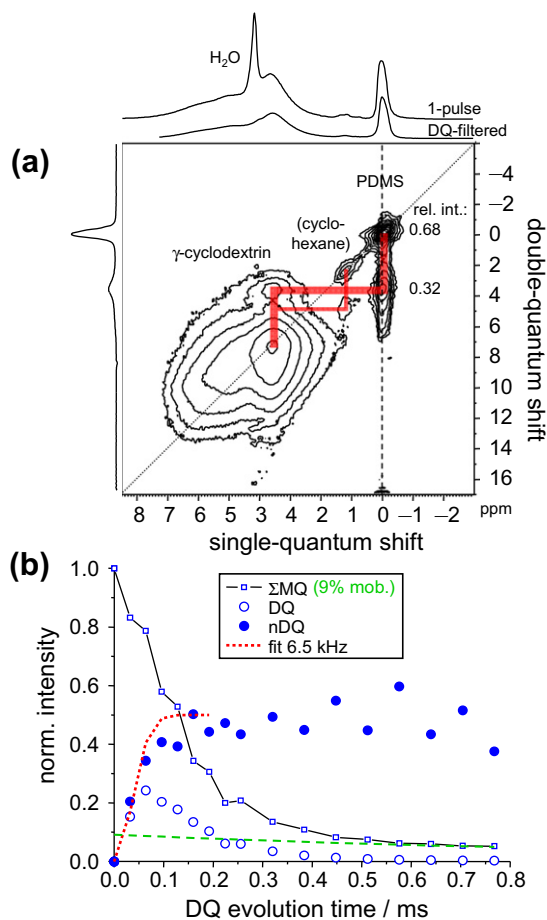 H₂O
1-pulse
DQ-filtered
(a)
PDMS
rel. int.:
(cyclo-
hexane)
γ-cyclodextrin
0.68
0.32
−4
−2
0
2
4
6
8
10
12
14
16
double-quantum shift
8 7 6 5 4 3 2 1 0 −1 −2 ppm
single-quantum shift
(b)
ΣMQ (9% mob.)
DQ
nDQ
fit 6.5 kHz
1.0
0.8
0.6
0.4
0.2
0.0
norm. intensity
0.0 0.1 0.2 0.3 0.4 0.5 0.6 0.7 0.8
DQ evolution time / ms